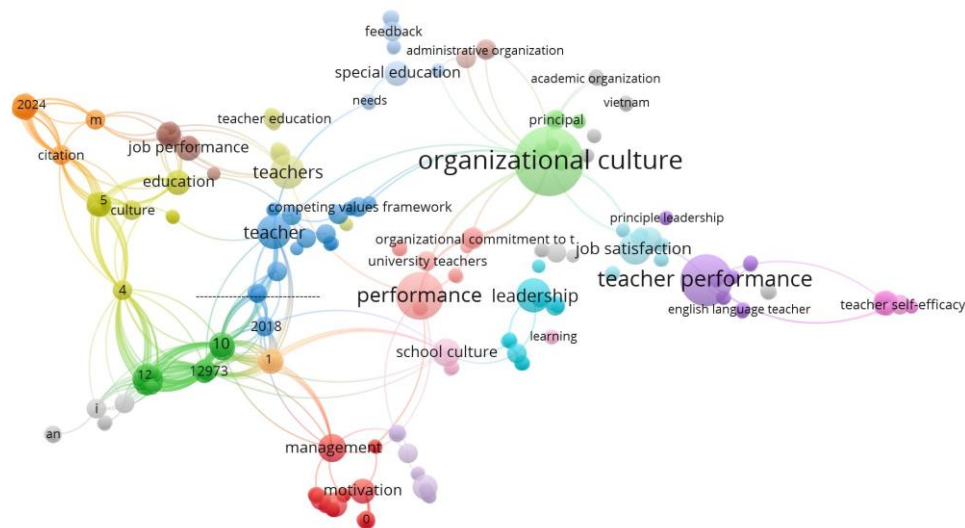 feedback
administrative organization
special education
academic organization
needs
vietnam
2024
m
teacher education
principal
citation
job performance
organizational culture
teachers
education
5
culture
competing values framework
principle leadership
teacher
organizational commitment to t
job satisfaction
university teachers
teacher performance
4
performance
leadership
teacher self-efficacy
english language teacher
2018
learning
10
school culture
1
12
12973
i
an
management
motivation
0